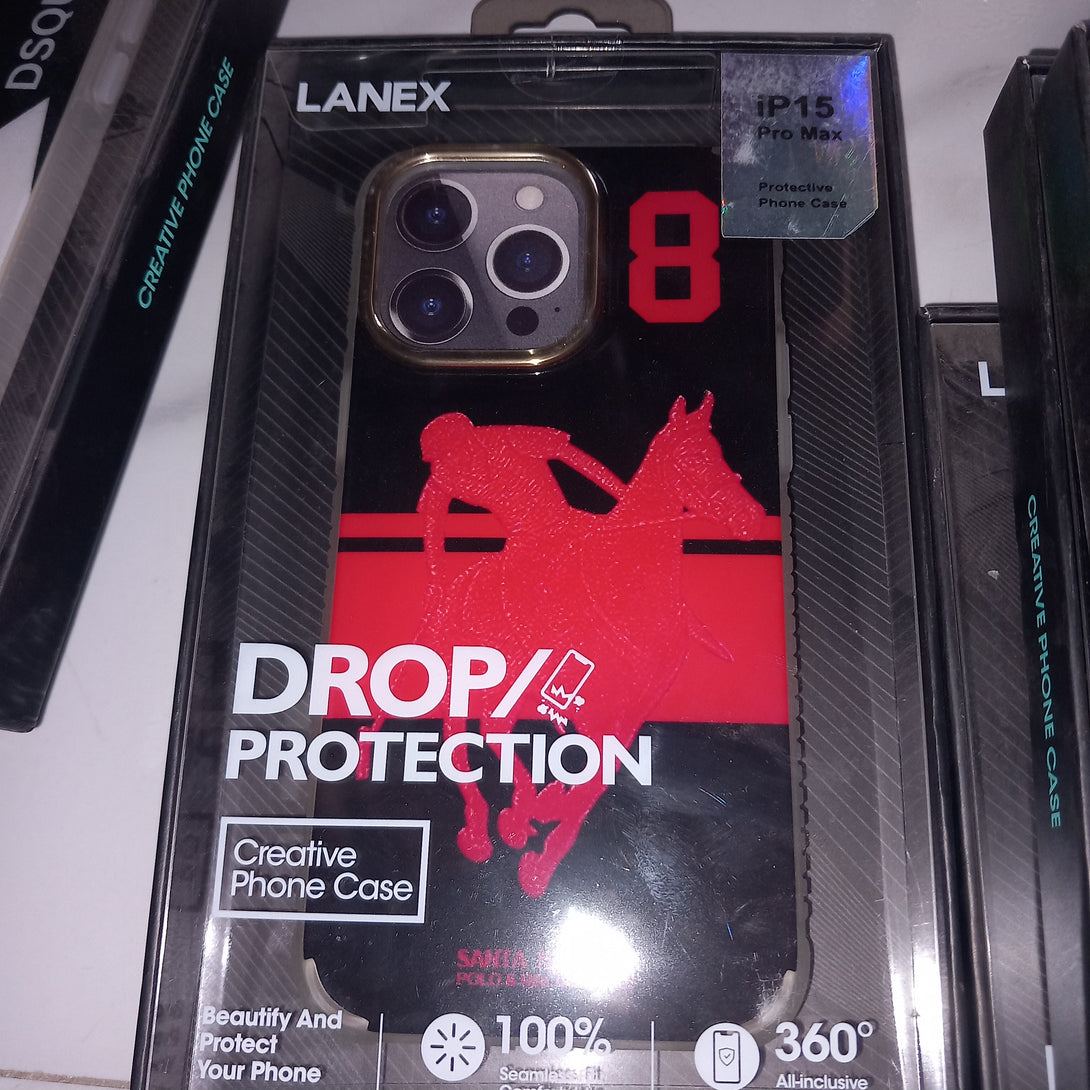 LANEX
iP15
Pro Max
Protective
Phone Case
8
DROP/
PROTECTION
Creative
Phone Case
SANTA
POLO &
Beautify And
Protect
Your Phone
100%
Seamless Fit
360°
All-inclusive
CREATIVE PHONE CASE
CREATIVE PHONE CASE
L